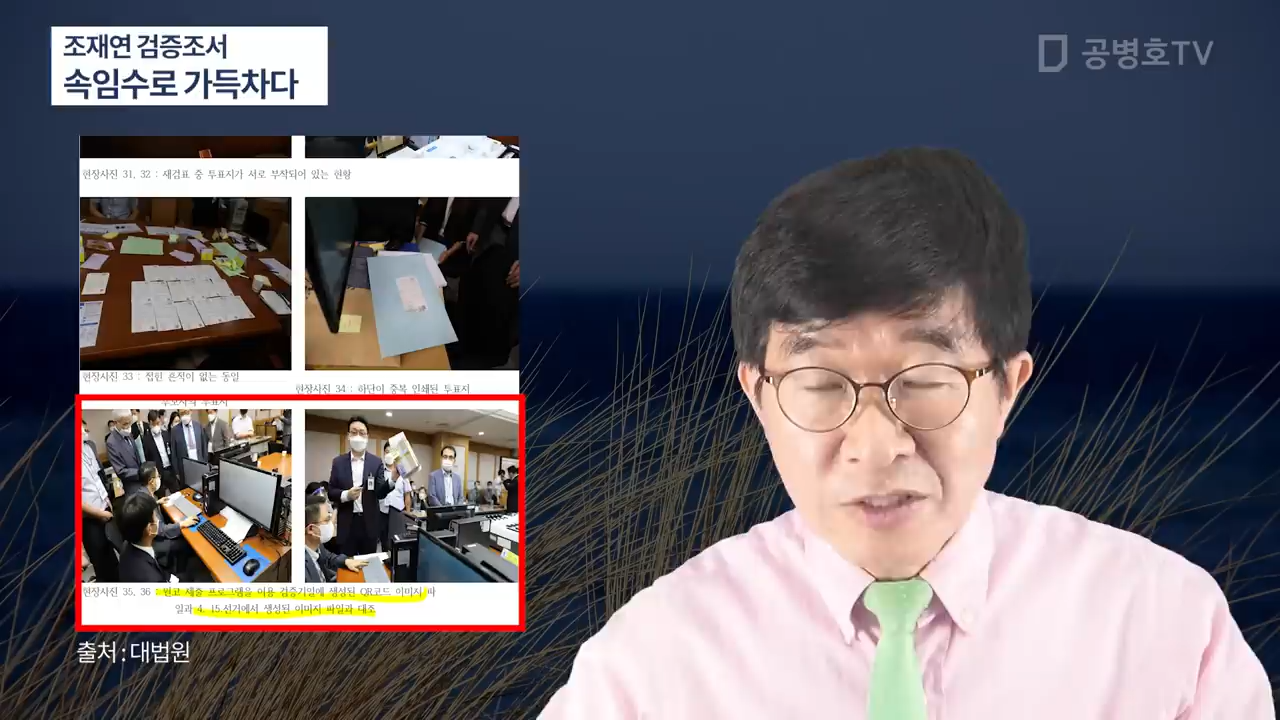 조재연 검증조서
속임수로 가득차다
공병호TV
현장사진 31, 32 : 재검표 중 투표지가 서로 부착되어 있는 현황
현장사진 33 : 접힌 흔적이 없는 동일
현장사진 34 : 하단이 중복 인쇄된 투표지
투표지
현장사진 35, 36 : 원고 제출 프로그램을 이용 검증기일에 생성된 QR코드 이미지 파
일과 4. 15.선거에서 생성된 이미지 파일과 대조
출처 : 대법원